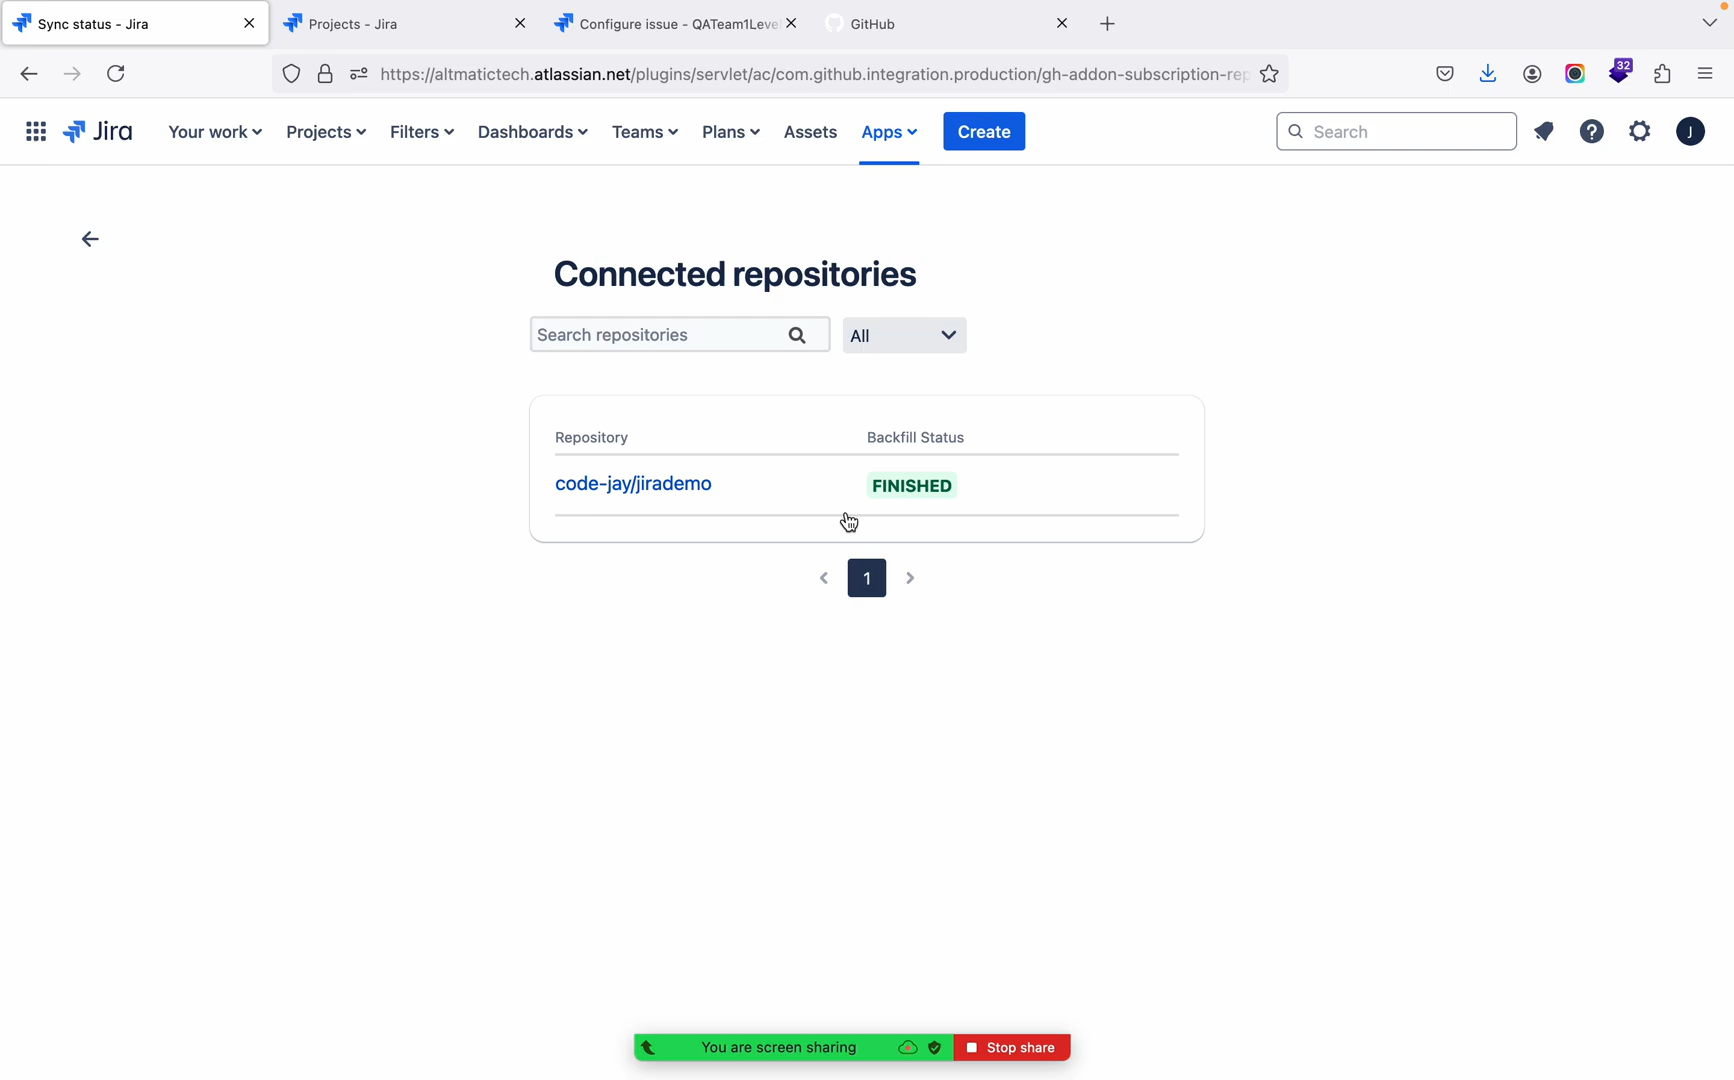 Sync status - Jira
Projects - Jira
Configure issue - QATeam1Leve
GitHub
https://altmatictech.atlassian.net/plugins/servlet/ac/com.github.integration.production/gh-addon-subscription-rep
32
Jira
Your work
Projects
Filters
Dashboards
Teams
Plans
Assets
Apps
Create
Search
J
Connected repositories
Search repositories
All
Repository
Backfill Status
code-jay/jirademo
FINISHED
1
You are screen sharing
Stop share